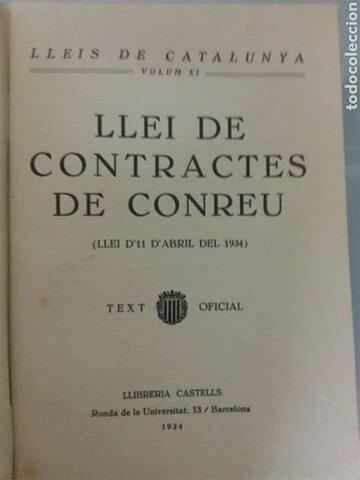 LLEIS DE CATALUNYA
VOLUM XI
LLEI DE
CONTRACTES
DE CONREU
(LLEI D'11 D'ABRIL DEL 1934)
TEXT OFICIAL
LLIBRERIA CASTELLS
Ronda de la Universitat, 13 / Barcelona
1934
todocoleccion